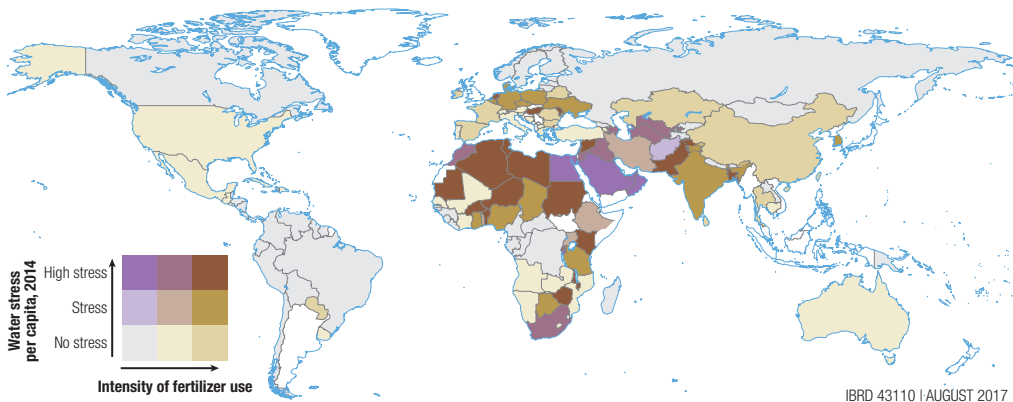 Water stress
per capita, 2014
High stress
Stress
No stress
Intensity of fertilizer use
IBRD 43110 | AUGUST 2017